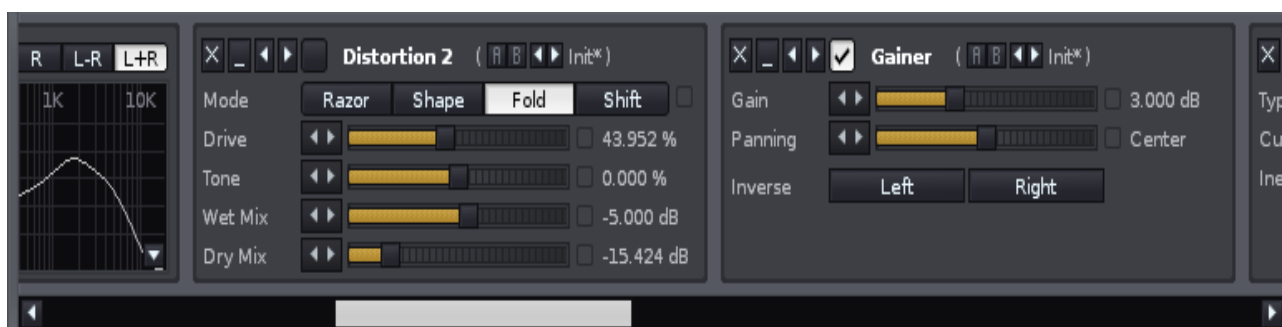 R L-R L+R
1K 10K
X _ Distortion 2 ( A B Init* )
Mode Razor Shape Fold Shift
Drive 43.952 %
Tone 0.000 %
Wet Mix -5.000 dB
Dry Mix -15.424 dB
X _ Gainer ( A B Init* )
Gain 3.000 dB
Panning Center
Inverse Left Right
X
Typ
Cu
Ine